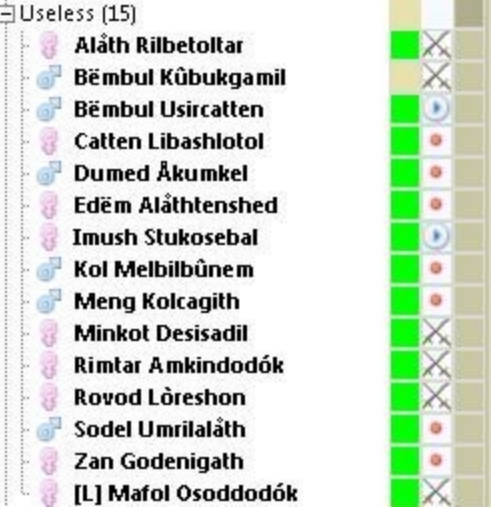 Useless (15)
Alåth Rilbetoltar
Bëmbul Kûbukgamil
Bëmbul Usircatten
Catten Libashlotol
Dumed Åkumkel
Edëm Alåthtenshed
Imush Stukosebal
Kol Melbilbûnem
Meng Kolcagith
Minkot Desisadil
Rimtar Amkindodók
Rovod Lòreshon
Sodel Umrilalåth
Zan Godenigath
[L] Mafol Osoddodók